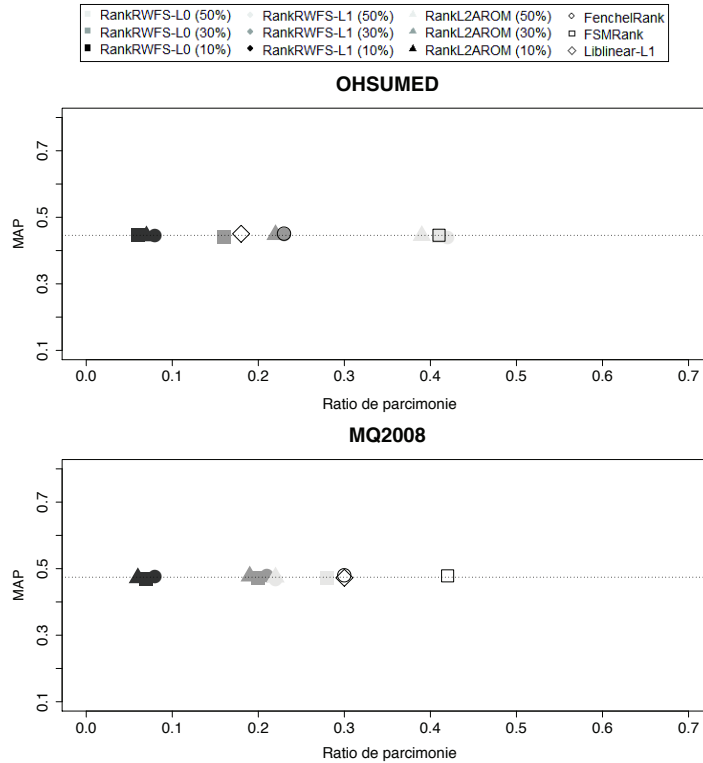 RankRWFS-L0 (50%) RankRWFS-L1 (50%) RankL2AROM (50%) FenchelRank
RankRWFS-L0 (30%) RankRWFS-L1 (30%) RankL2AROM (30%) FSMRank
RankRWFS-L0 (10%) RankRWFS-L1 (10%) RankL2AROM (10%) Liblinear-L1
OHSUMED
MAP
0.7
0.5
0.3
0.1
0.0 0.1 0.2 0.3 0.4 0.5 0.6 0.7
Ratio de parcimonie
MQ2008
MAP
0.7
0.5
0.3
0.1
0.0 0.1 0.2 0.3 0.4 0.5 0.6 0.7
Ratio de parcimonie